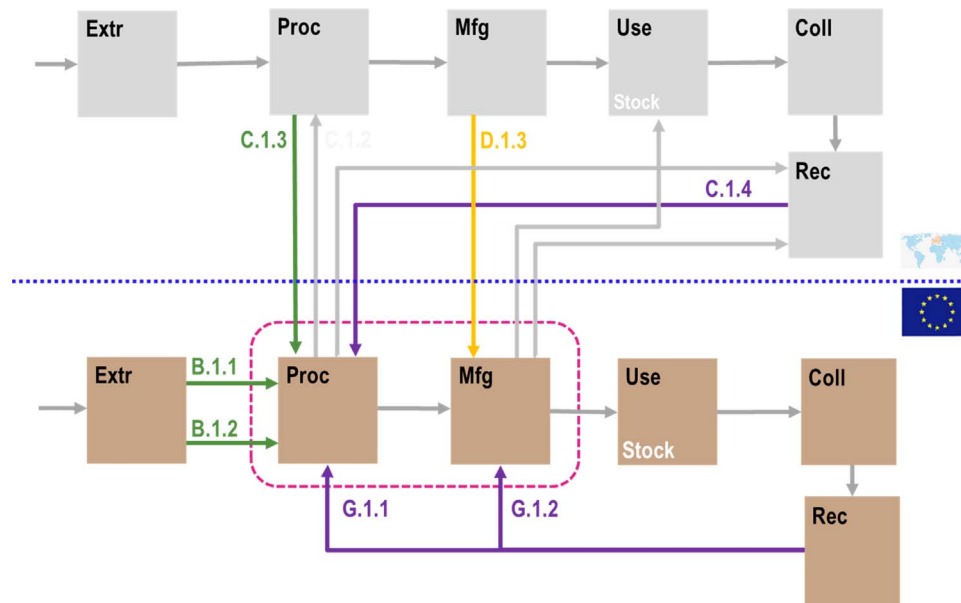 Extr
Proc
Mfg
Use
Coll
Stock
C.1.3
C.1.2
D.1.3
Rec
C.1.4
Extr
B.1.1
B.1.2
Proc
Mfg
Use
Stock
Coll
G.1.1
G.1.2
Rec